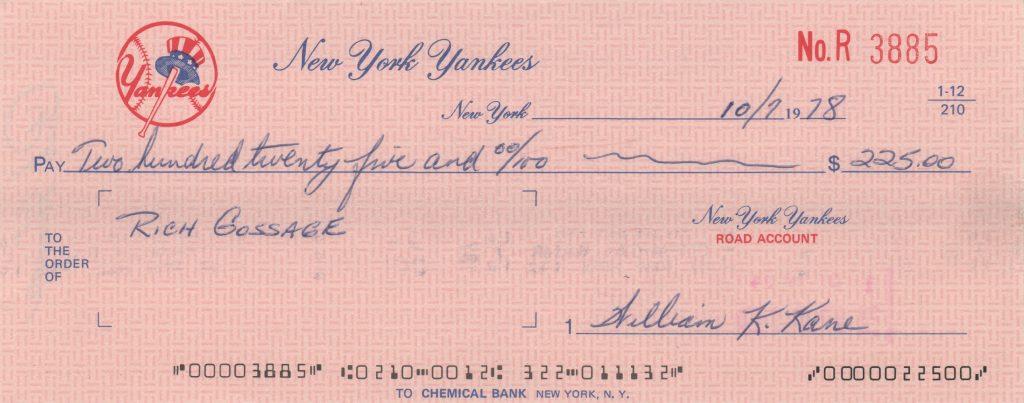 Yankees
New York Yankees
No. R 3885
New York 10/7 1978
1-12
210
PAY Two hundred twenty five and 00/100 $ 225.00
TO THE ORDER OF
Rich Gossage
New York Yankees
ROAD ACCOUNT
1 William K. Kane
⑈00003885⑈ ⑆0210⑉0012⑆ 322⑉011132⑈ ⑇0000022500⑇
TO CHEMICAL BANK NEW YORK, N. Y.